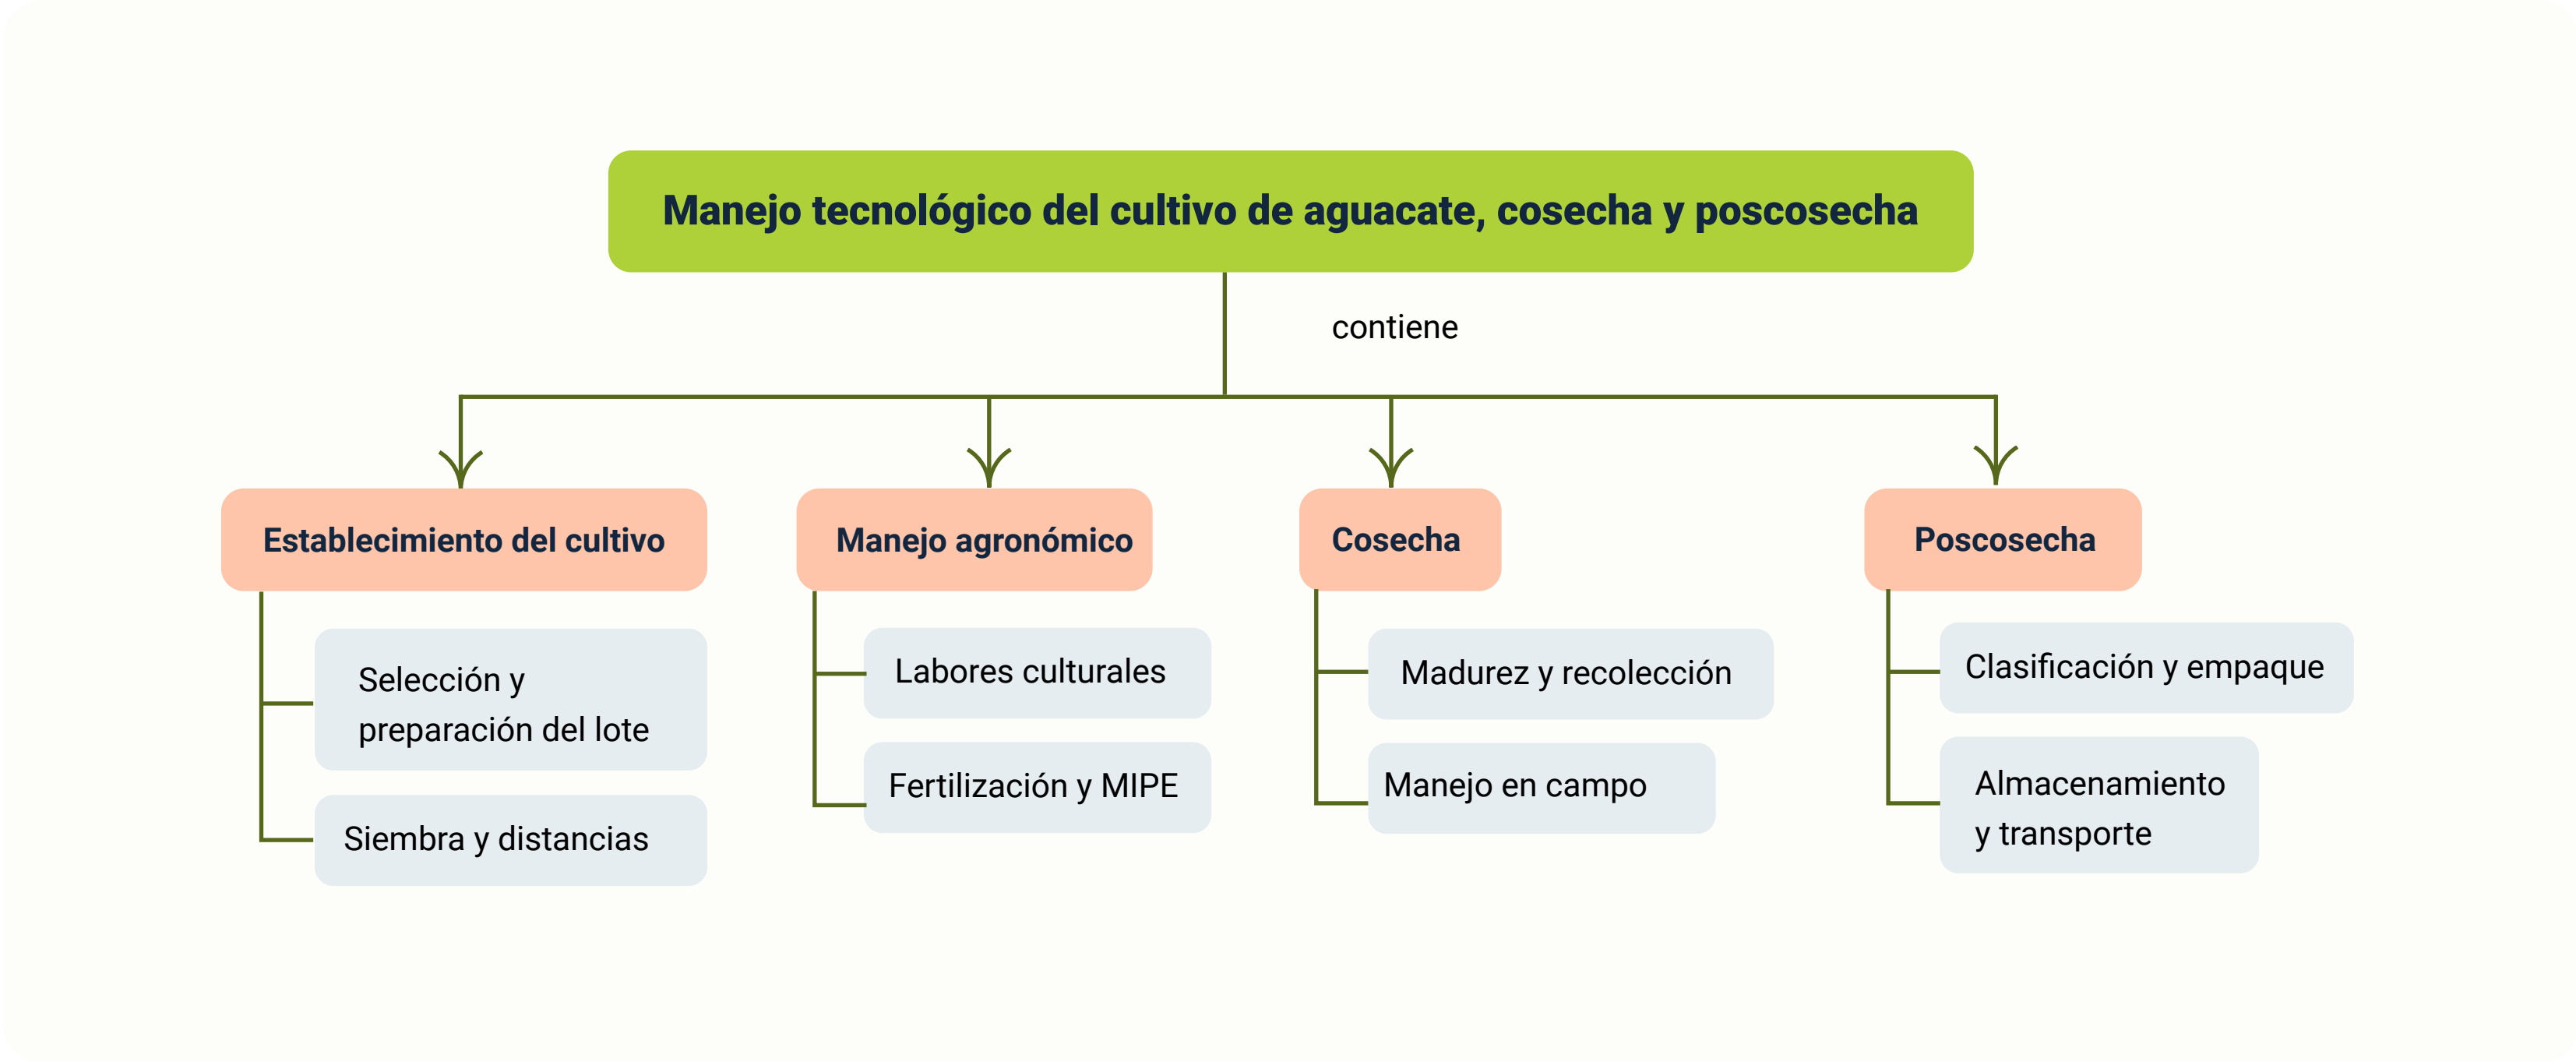 Manejo tecnológico del cultivo de aguacate, cosecha y poscosecha
contiene
Establecimiento del cultivo
Selección y
preparación del lote
Siembra y distancias
Manejo agronómico
Labores culturales
Fertilización y MIPE
Cosecha
Madurez y recolección
Manejo en campo
Poscosecha
Clasificación y empaque
Almacenamiento
y transporte